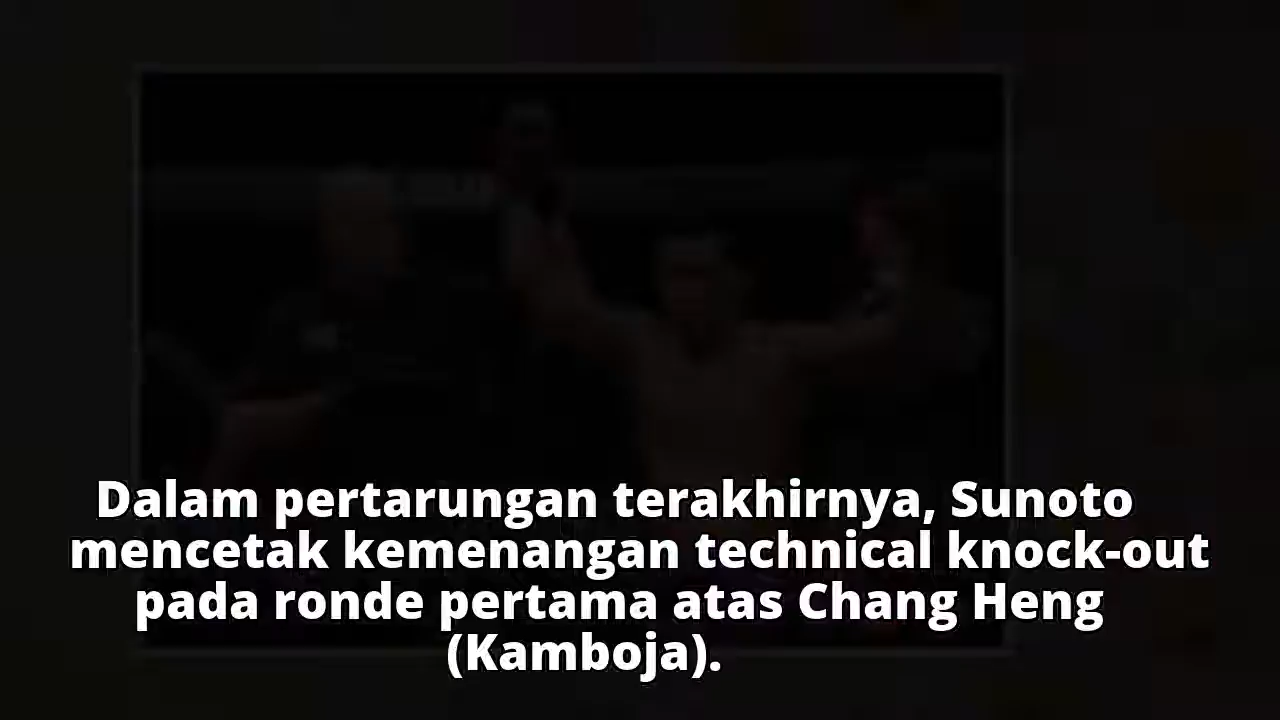 Dalam pertarungan terakhirnya, Sunoto
mencetak kemenangan technical knock-out
pada ronde pertama atas Chang Heng
(Kamboja).